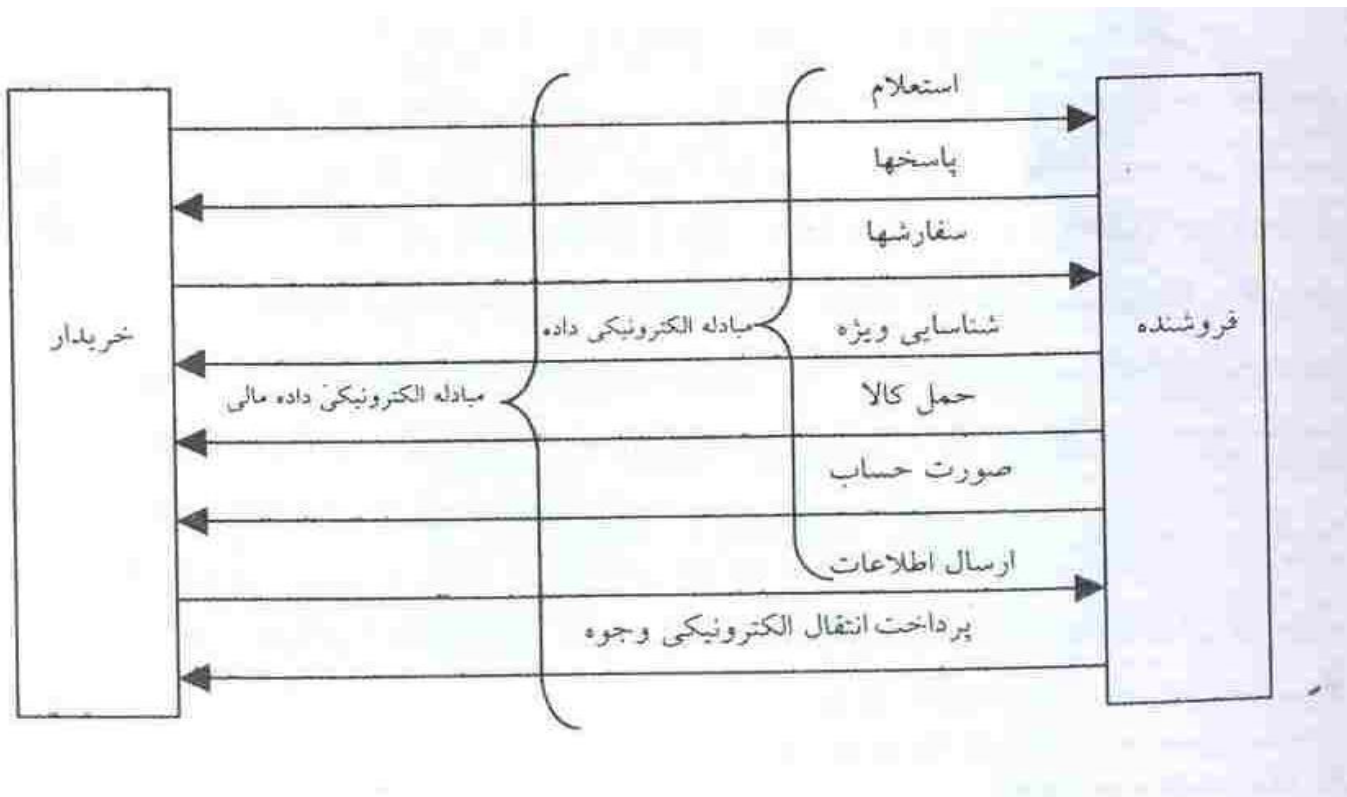 استعلام
پاسخها
سفارشها
فروشنده
شناسایی ویژه
مبادله الکترونیکی داده
خریدار
حمل کالا
مبادله الکترونیکی داده مالی
صورت حساب
ارسال اطلاعات
پرداخت انتقال الکترونیکی وجوه